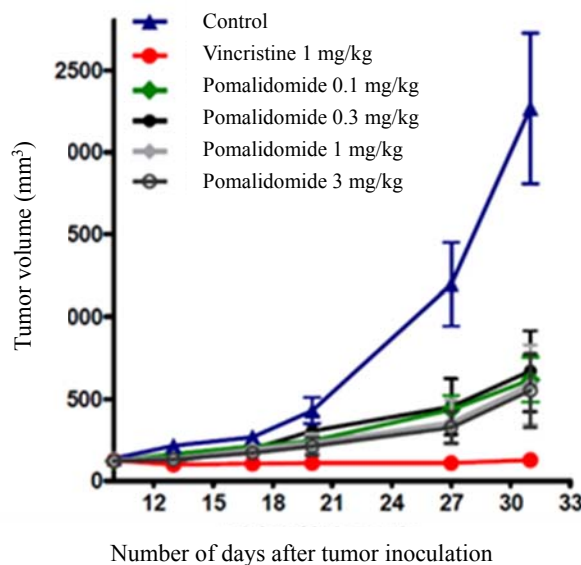 Control
Vincristine 1 mg/kg
Pomalidomide 0.1 mg/kg
Pomalidomide 0.3 mg/kg
Pomalidomide 1 mg/kg
Pomalidomide 3 mg/kg
Tumor volume (mm³)
2500
000
500
000
500
0
12 15 18 21 24 27 30 33
Number of days after tumor inoculation